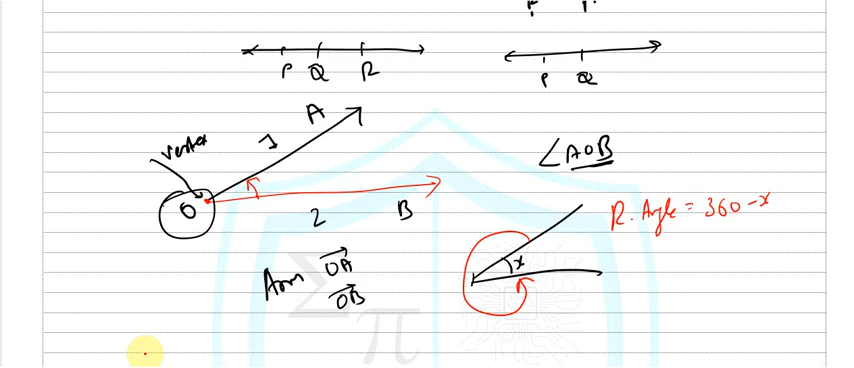 P Q R
P Q
A
1
Vertex
∠AOB
O
2 B
R. Angle = 360 - x
x
Arm OA
OB
Σ
π